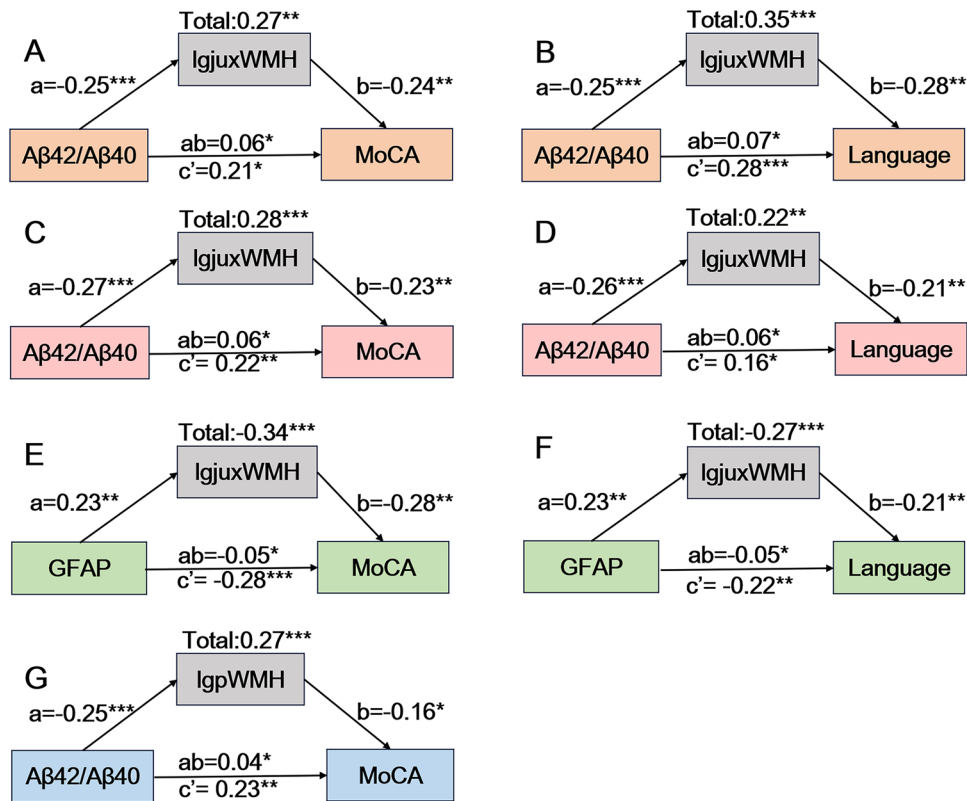 A
Total:0.27**
lgjuxWMH
a=-0.25***
b=-0.24**
Aβ42/Aβ40
ab=0.06*
c’=0.21*
MoCA
B
Total:0.35***
lgjuxWMH
a=-0.25***
b=-0.28**
Aβ42/Aβ40
ab=0.07*
c’=0.28***
Language
C
Total:0.28***
lgjuxWMH
a=-0.27***
b=-0.23**
Aβ42/Aβ40
ab=0.06*
c’= 0.22**
MoCA
D
Total:0.22**
lgjuxWMH
a=-0.26***
b=-0.21**
Aβ42/Aβ40
ab=0.06*
c’= 0.16*
Language
E
Total:-0.34***
lgjuxWMH
a=0.23**
b=-0.28**
GFAP
ab=-0.05*
c’= -0.28***
MoCA
F
Total:-0.27***
lgjuxWMH
a=0.23**
b=-0.21**
GFAP
ab=-0.05*
c’= -0.22**
Language
G
Total:0.27***
lgpWMH
a=-0.25***
b=-0.16*
Aβ42/Aβ40
ab=0.04*
c’= 0.23**
MoCA